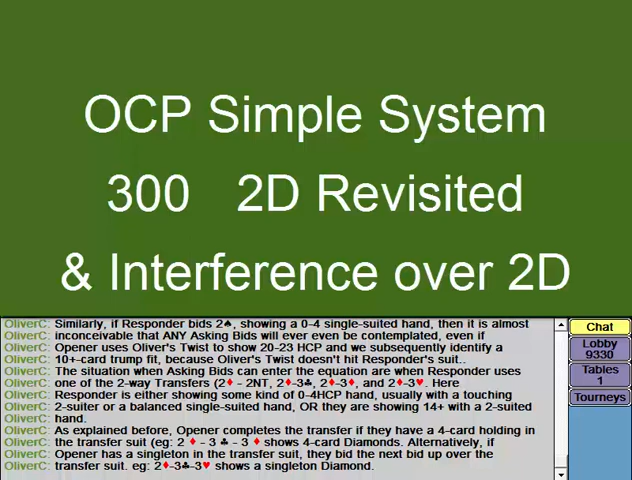 OCP Simple System
300 2D Revisited
& Interference over 2D
OliverC: Similarly, if Responder bids 2♠, showing a 0-4 single-suited hand, then it is almost
OliverC: inconceivable that ANY Asking Bids will ever even be contemplated, even if
OliverC: Opener uses Oliver's Twist to show 20-23 HCP and we subsequently identify a
OliverC: 10+-card trump fit, because Oliver's Twist doesn't hit Responder's suit..
OliverC: The situation when Asking Bids can enter the equation are when Responder uses
OliverC: one of the 2-way Transfers (2♦ - 2NT, 2♦-3♣, 2♦-3♦, and 2♦-3♥. Here
OliverC: Responder is either showing some kind of 0-4HCP hand, usually with a touching
OliverC: 2-suiter or a balanced single-suited hand, OR they are showing 14+ with a 2-suited
OliverC: hand.
OliverC: As explained before, Opener completes the transfer if they have a 4-card holding in
OliverC: the transfer suit (eg: 2 ♦ - 3 ♣ - 3 ♦ shows 4-card Diamonds. Alternatively, if
OliverC: Opener has a singleton in the transfer suit, they bid the next bid up over the
OliverC: transfer suit. eg: 2♦-3♣-3♥ shows a singleton Diamond.
Chat
Lobby
9330
Tables
1
Tourneys